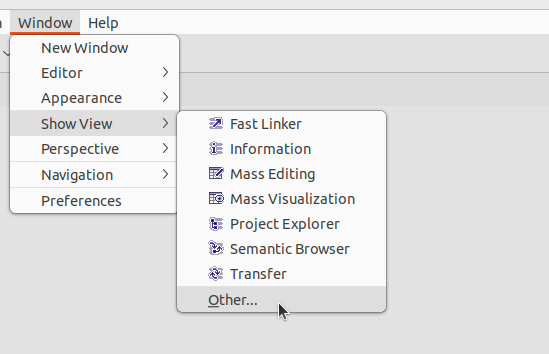 Window Help
New Window
Editor
Appearance
Show View
Perspective
Navigation
Preferences
Fast Linker
Information
Mass Editing
Mass Visualization
Project Explorer
Semantic Browser
Transfer
Other...